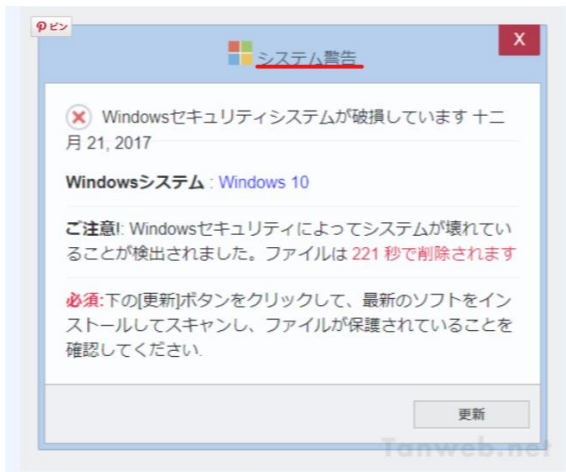 ピン
システム警告
X
Windowsセキュリティシステムが破損しています 十二
月 21, 2017
Windowsシステム : Windows 10
ご注意!: Windowsセキュリティによってシステムが壊れてい
ることが検出されました。ファイルは 221 秒で削除されます
必須:下の[更新]ボタンをクリックして、最新のソフトをイン
ストールしてスキャンし、ファイルが保護されていることを
確認してください.
更新
Tanweb.net